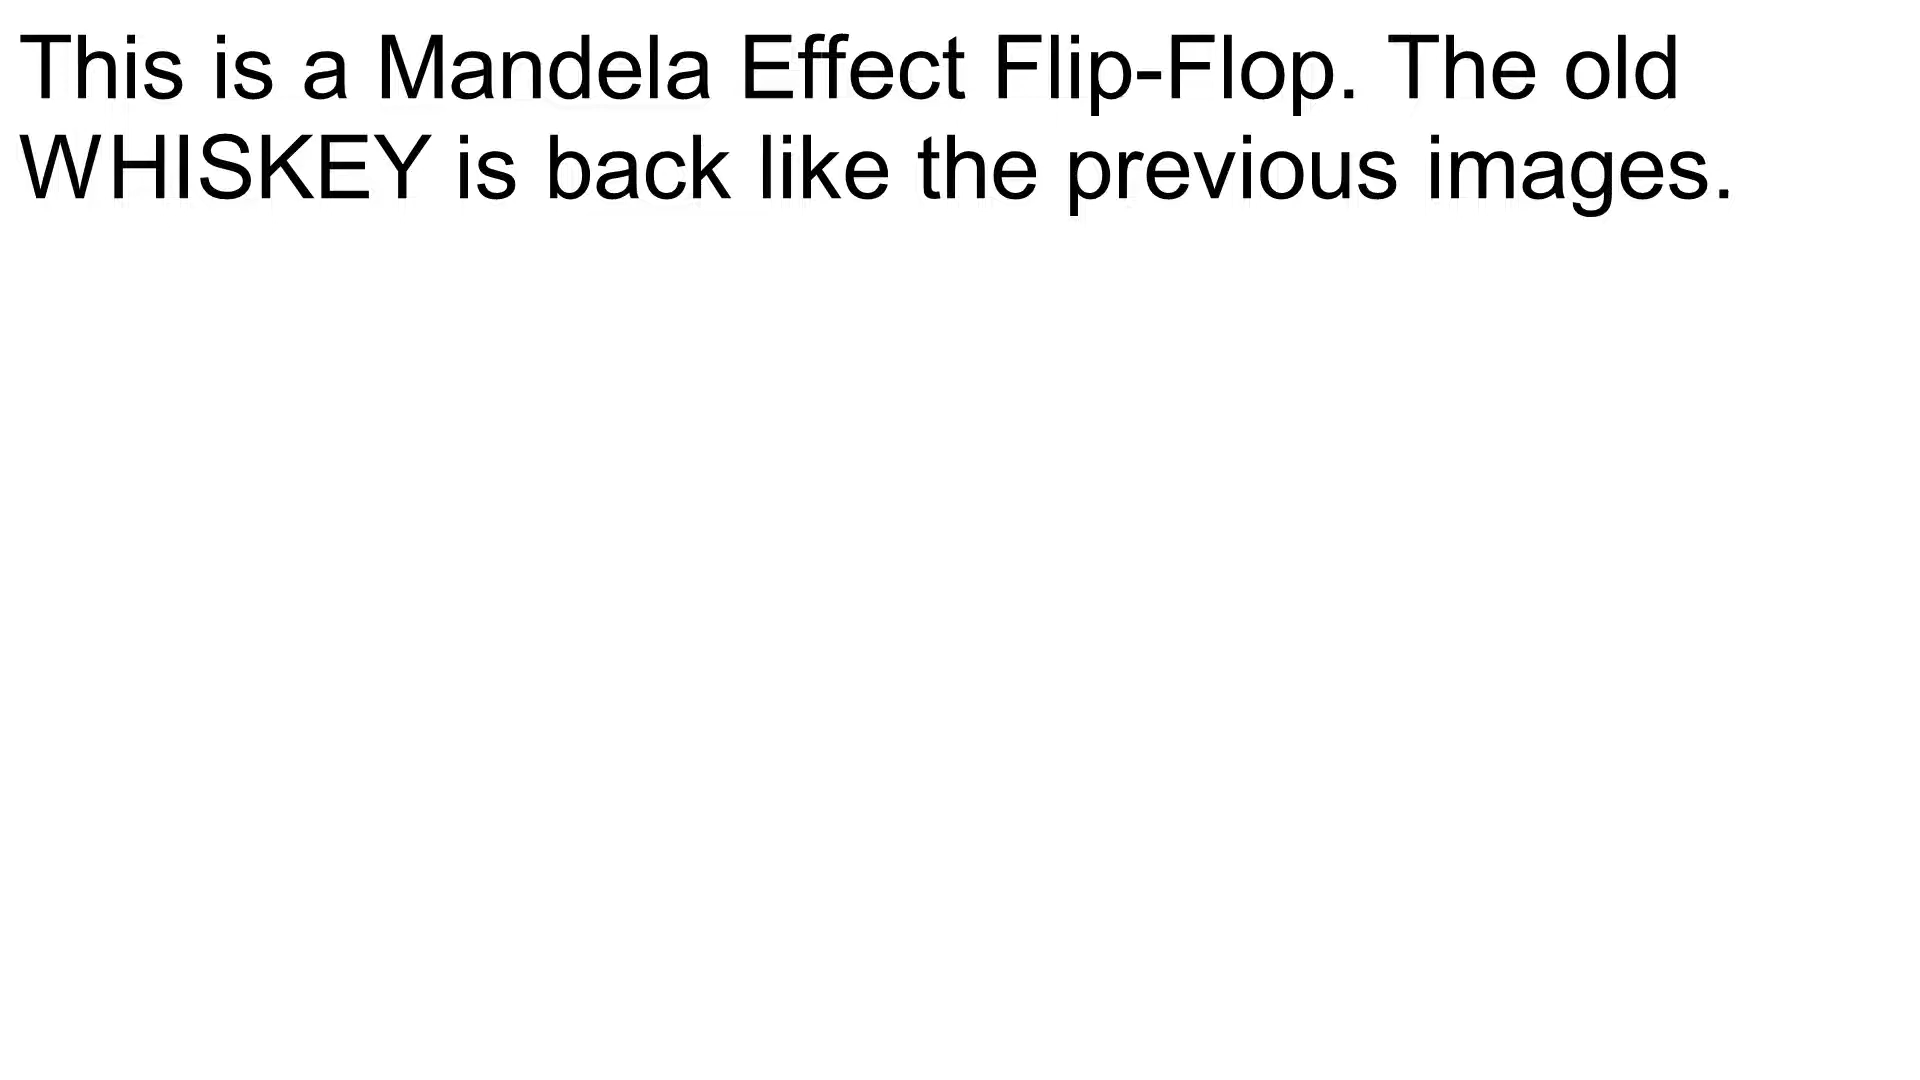 This is a Mandela Effect Flip-Flop. The old
WHISKEY is back like the previous images.